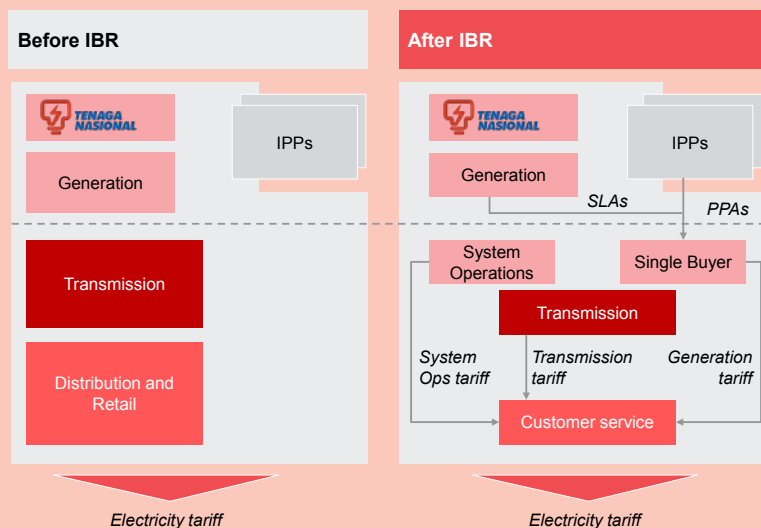 Before IBR
TENAGA
NASIONAL
IPPs
Generation
Transmission
Distribution and
Retail
Electricity tariff
After IBR
TENAGA
NASIONAL
IPPs
Generation
SLAs
PPAs
System
Operations
Single Buyer
Transmission
System
Ops tariff
Transmission
tariff
Generation
tariff
Customer service
Electricity tariff